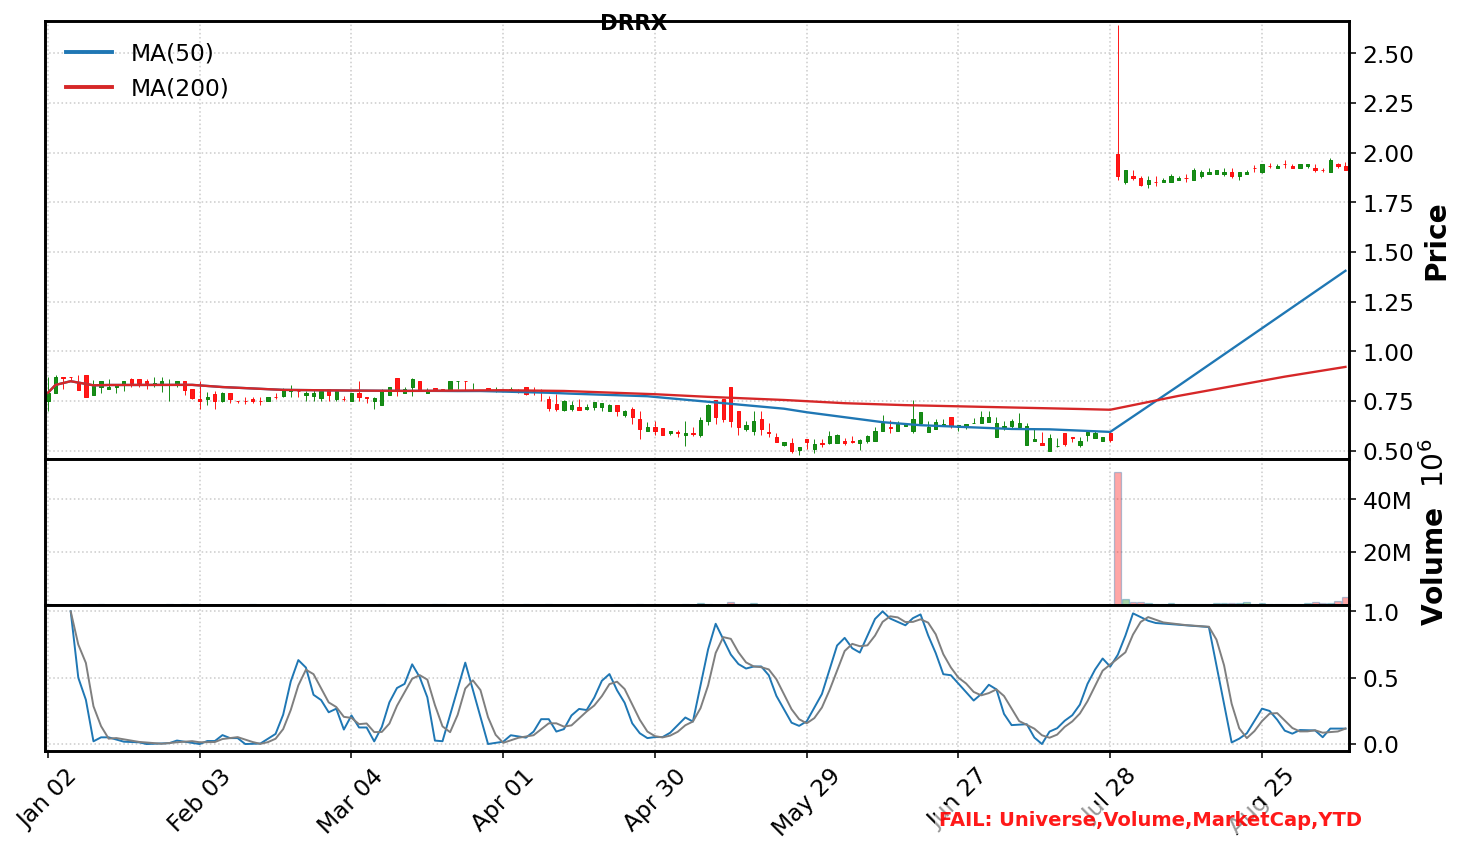 DRRX
MA(50)
MA(200)
2.50
2.25
2.00
1.75
1.50
1.25
1.00
0.75
0.50
Price
40M
20M
Volume 10^6
1.0
0.5
0.0
Jan 02
Feb 03
Mar 04
Apr 01
Apr 30
May 29
Jun 27
Jul 28
Aug 25
FAIL: Universe,Volume,MarketCap,YTD